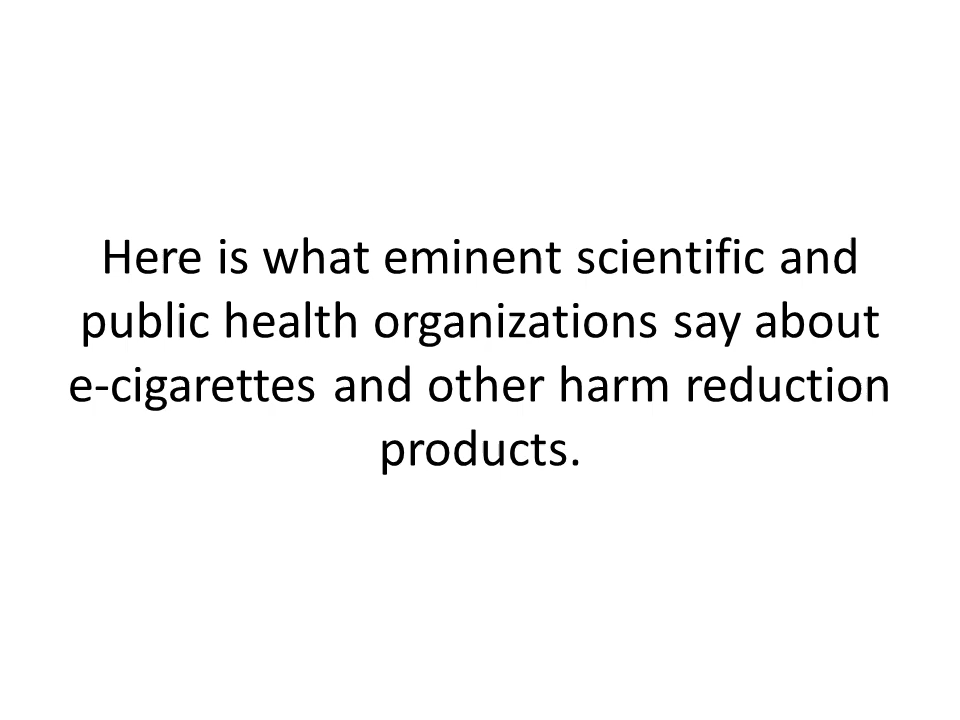 Here is what eminent scientific and
public health organizations say about
e-cigarettes and other harm reduction
products.